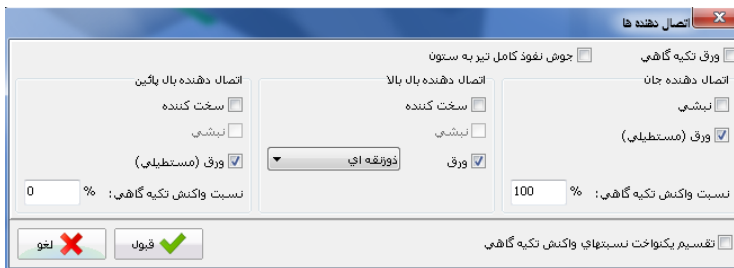 اتصال دهنده ها
ورق تکیه گاهی جوش نفوذ کامل تیر به ستون
اتصال دهنده جان
نبشی
ورق (مستطیلی)
نسبت واکنش تکیه گاهی: % 100
اتصال دهنده بال بالا
سخت کننده
نبشی
ورق ذوزنقه اي
اتصال دهنده بال پائین
سخت کننده
نبشی
ورق (مستطیلی)
نسبت واکنش تکیه گاهی: % 0
تقسیم یکنواخت نسبتهاي واکنش تکیه گاهی
قبول لغو